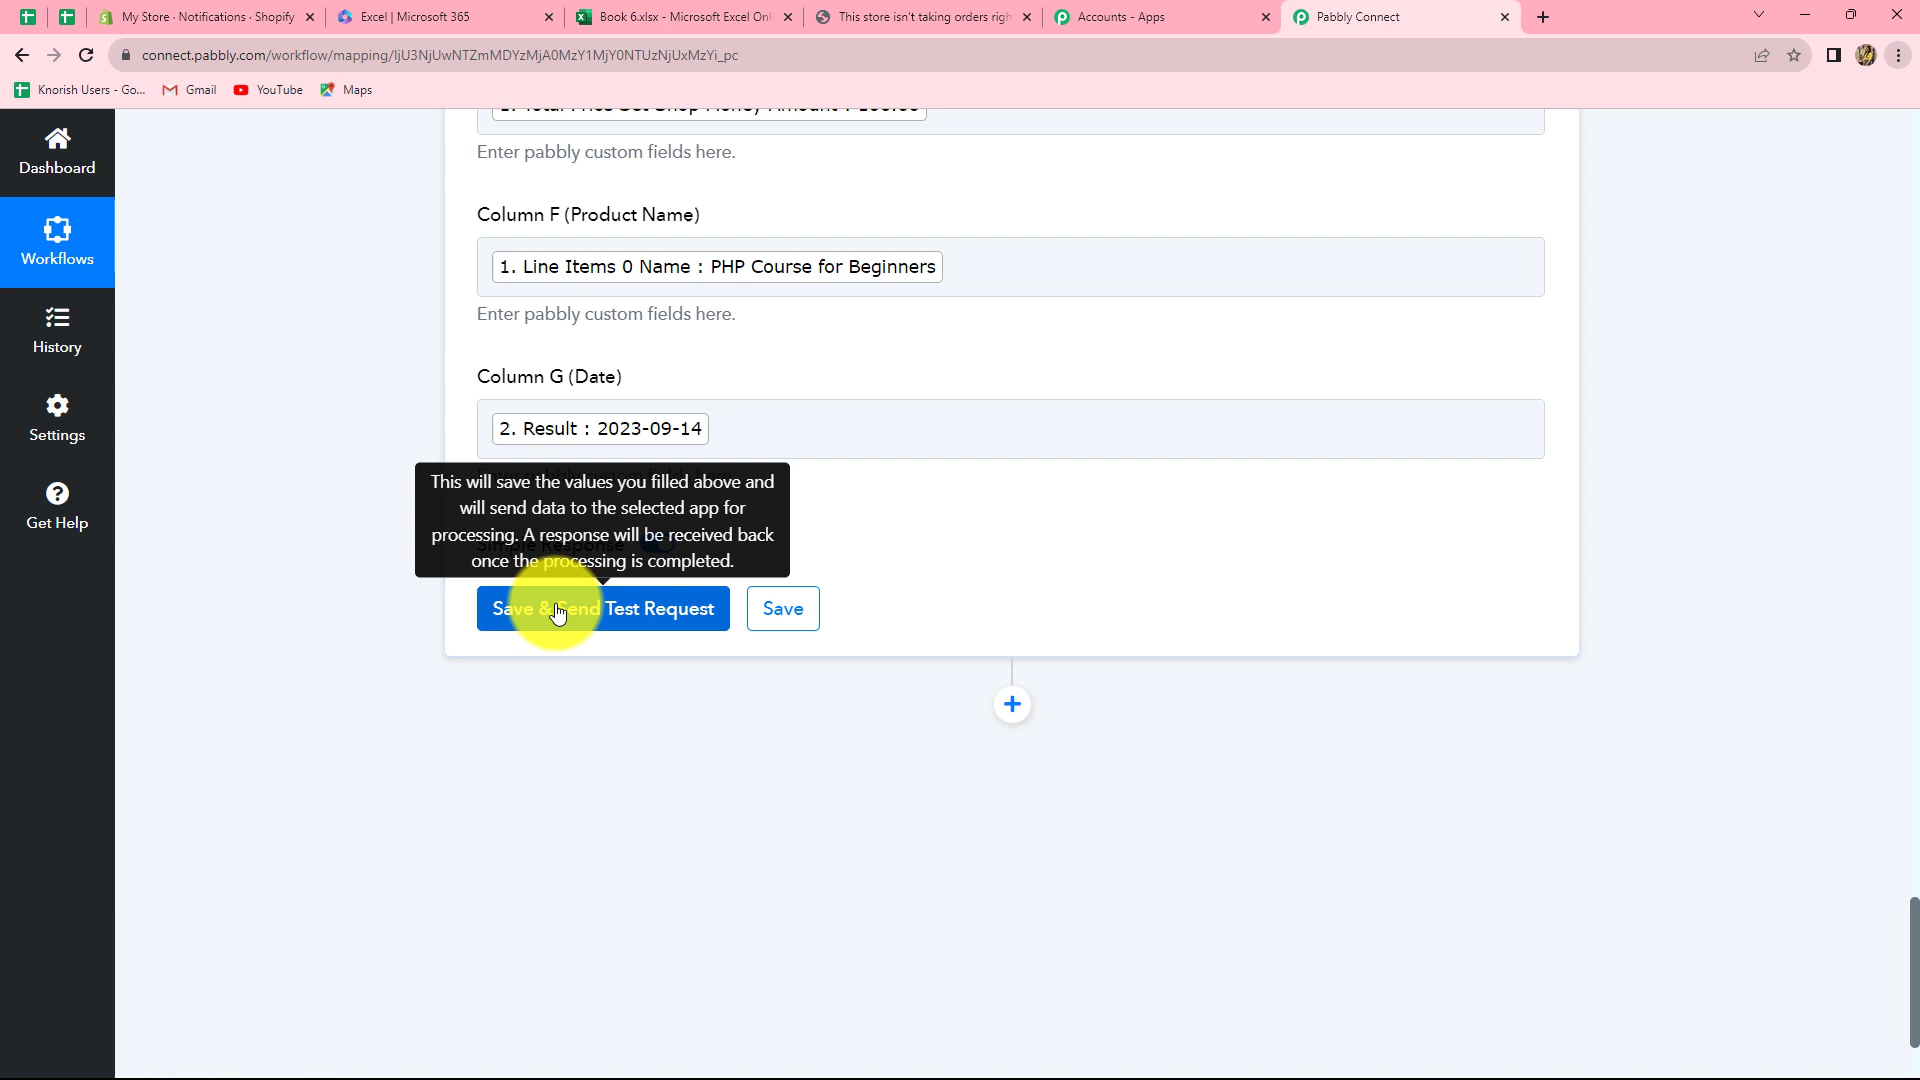 My Store · Notifications · Shopify
Excel | Microsoft 365
Book 6.xlsx - Microsoft Excel Onl
This store isn't taking orders righ
Accounts - Apps
Pabbly Connect
connect.pabbly.com/workflow/mapping/IjU3NjUwNTZmMDYzMjA0MzY1MjY0NTUzNjUxMzYi_pc
Knorish Users - Go...
Gmail
YouTube
Maps
Dashboard
Workflows
History
Settings
Get Help
1. Total Price Set Shop Money Amount :
Enter pabbly custom fields here.
Column F (Product Name)
1. Line Items 0 Name : PHP Course for Beginners
Enter pabbly custom fields here.
Column G (Date)
2. Result : 2023-09-14
This will save the values you filled above and
will send data to the selected app for
processing. A response will be received back
once the processing is completed.
Simple Response
Save & Send Test Request
Save